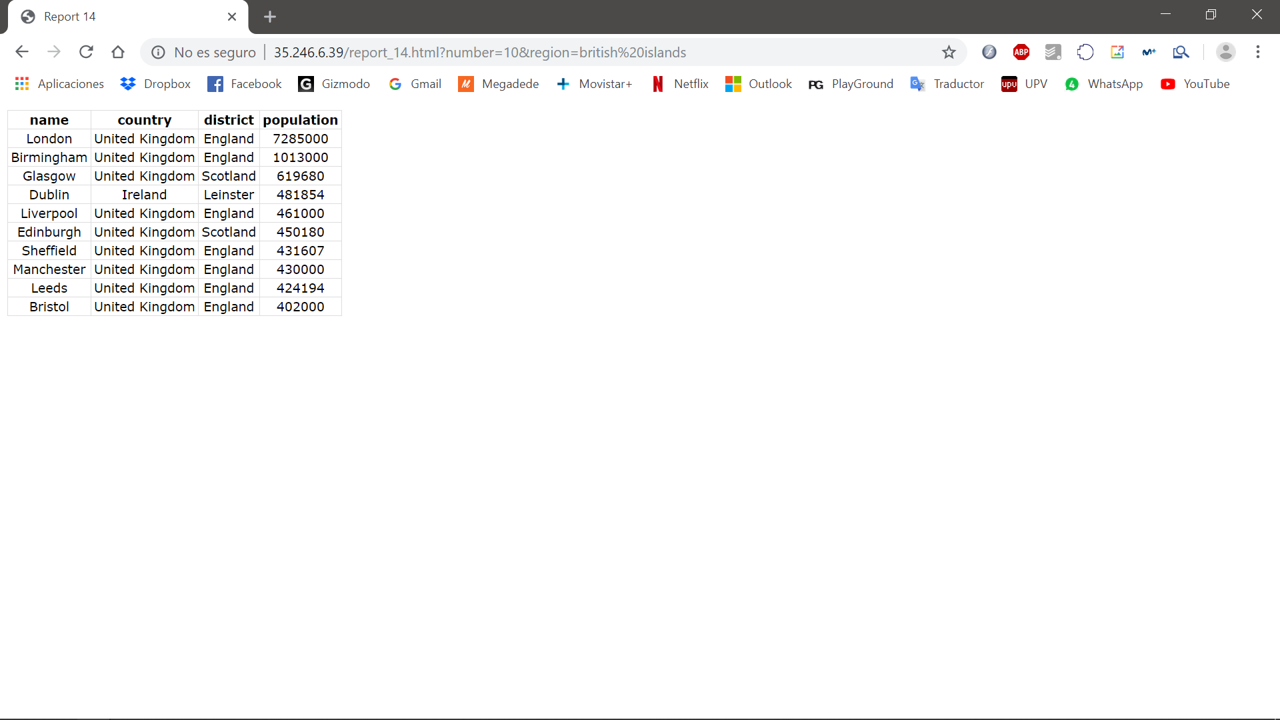 Report 14
No es seguro 35.246.6.39/report_14.html?number=10&region=british%20islands
ABP
Aplicaciones Dropbox Facebook G Gizmodo G Gmail Megadede Movistar+ N Netflix Outlook PG PlayGround Traductor upv UPV 4 WhatsApp YouTube
name country district population
London United Kingdom England 7285000
Birmingham United Kingdom England 1013000
Glasgow United Kingdom Scotland 619680
Dublin Ireland Leinster 481854
Liverpool United Kingdom England 461000
Edinburgh United Kingdom Scotland 450180
Sheffield United Kingdom England 431607
Manchester United Kingdom England 430000
Leeds United Kingdom England 424194
Bristol United Kingdom England 402000